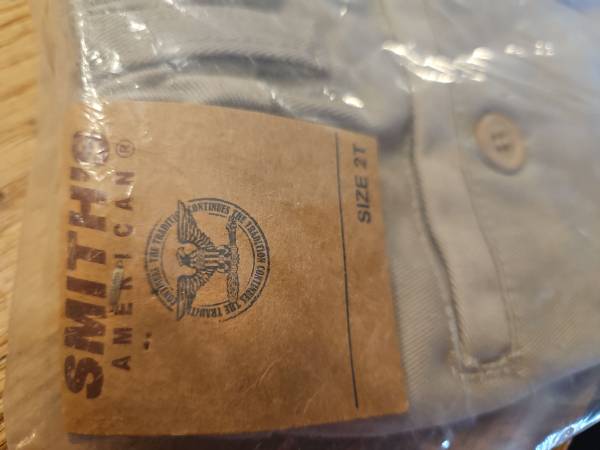 SMITH'S
AMERICAN®
THE TRADITION CONTINUES THE TRADITION CONTINUES THE TRADITION CONTINUES
SIZE 2T